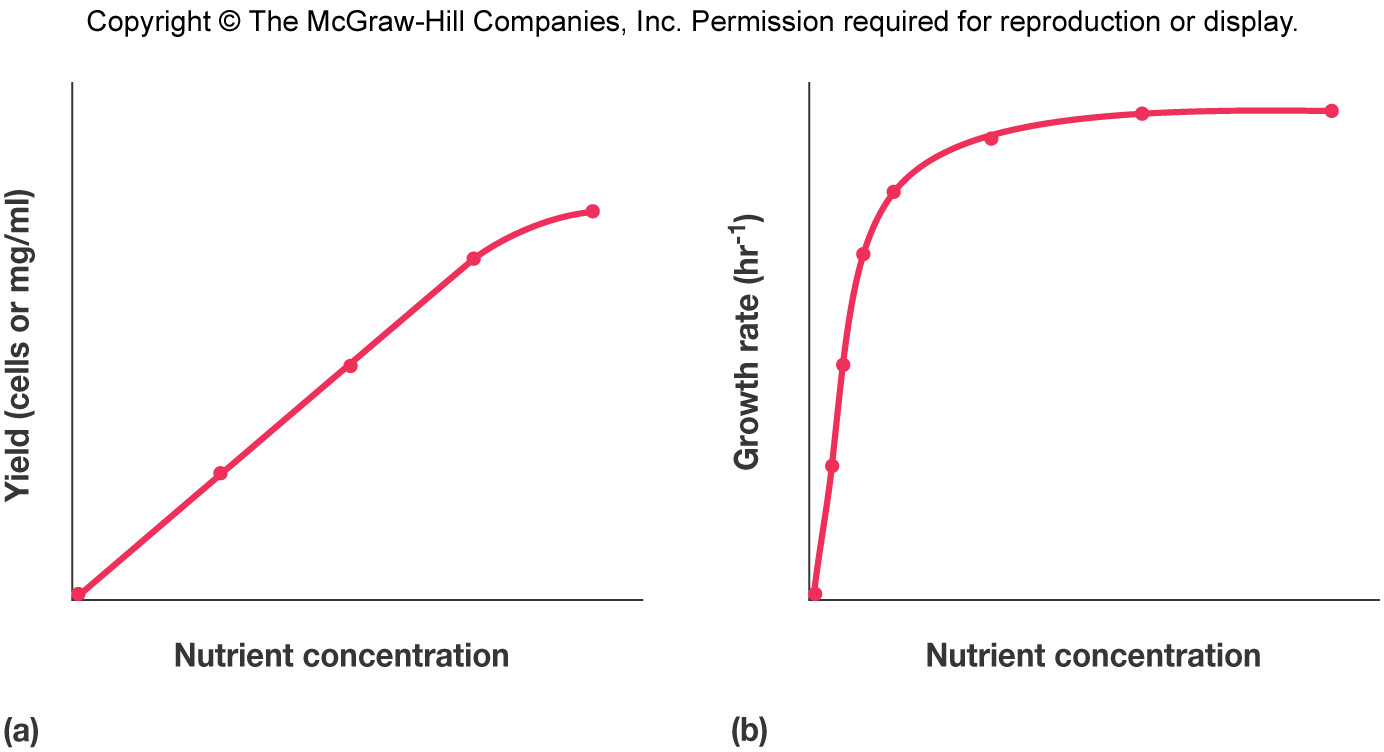 Copyright © The McGraw-Hill Companies, Inc. Permission required for reproduction or display.
Yield (cells or mg/ml)
Nutrient concentration
(a)
Growth rate (hr⁻¹)
Nutrient concentration
(b)